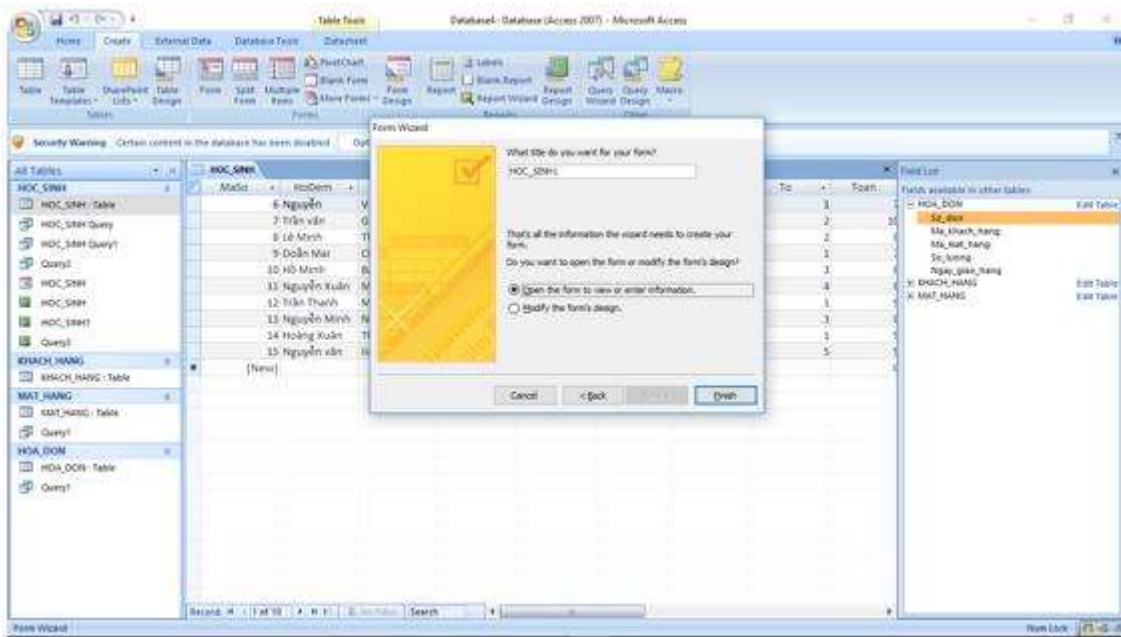 Table Tools
Database4 : Database (Access 2007) - Microsoft Access
Home Create External Data Database Tools Datasheet
PivotChart Labels
Blank Form Blank Report
More Forms Report Wizard
Table Table Templates SharePoint Lists Table Design
Form Split Form Multiple Items Form Design
Report Report Design Query Wizard Query Design Macro
Tables Forms Reports Other
Security Warning Certain content in the database has been disabled
All Tables
HOC_SINH
HOC_SINH : Table
HOC_SINH Query
HOC_SINH Query1
Query2
HOC_SINH
HOC_SINH
HOC_SINH1
KHACH_HANG
KHACH_HANG : Table
MAT_HANG
MAT_HANG : Table
Query1
HOA_DON
HOA_DON : Table
Query1
HOC_SINH
MaSo HoDem To Toan
6 Nguyễn V 1
7 Trần văn G 2
8 Lê Minh 2
9 Doãn Mai 1
10 Hồ Minh 3
11 Nguyễn Xuân M 4
12 Trần Thanh M 1
13 Nguyễn Minh N 3
14 Hoàng Xuân 1
15 Nguyễn văn 5
(New)
Record: 1 of 10 Search
Form Wizard
What title do you want for your form?
HOC_SINH1
That's all the information the wizard needs to create your
form.
Do you want to open the form or modify the form's design?
Open the form to view or enter information.
Modify the form's design.
Cancel < Back Finish
Field List
Fields available in other tables:
HOA_DON Edit Table
So_don
Ma_khach_hang
Ma_mat_hang
So_luong
Ngay_giao_hang
KHACH_HANG Edit Table
MAT_HANG Edit Table
Form Wizard
Num Lock